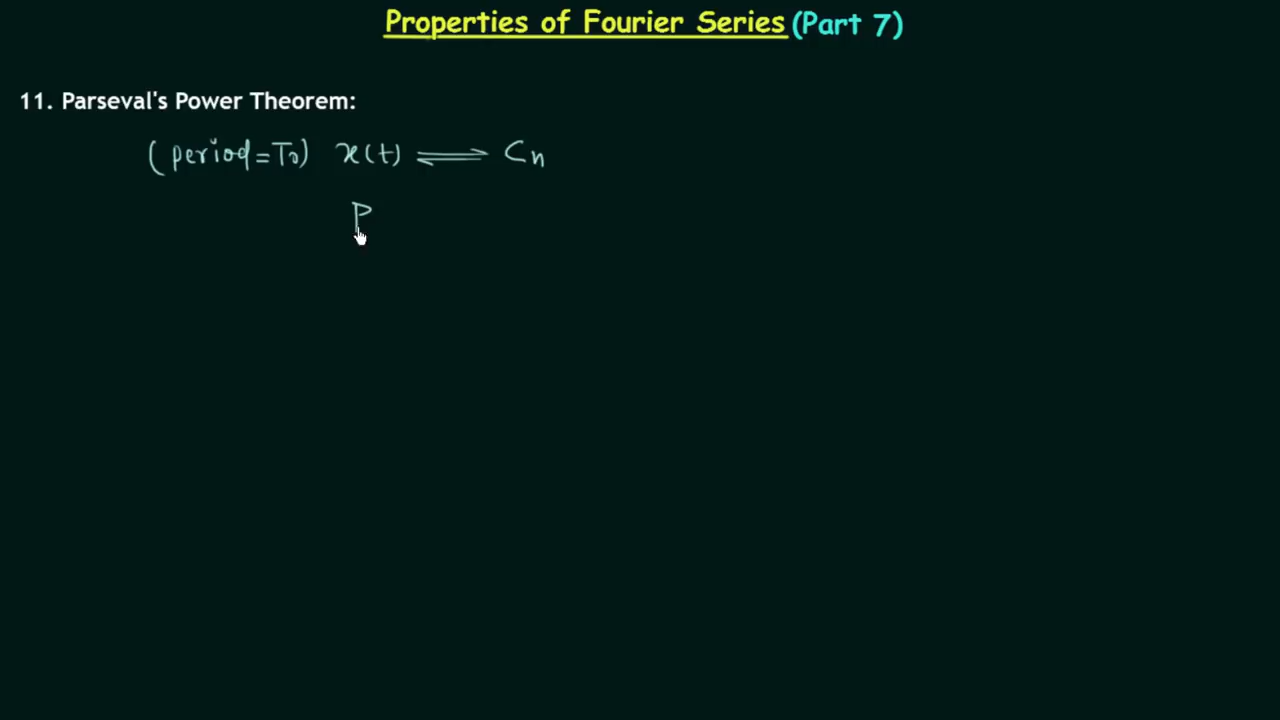 Properties of Fourier Series (Part 7)
11. Parseval's Power Theorem:
(period=T₀) x(t) ⇌ Cn
P